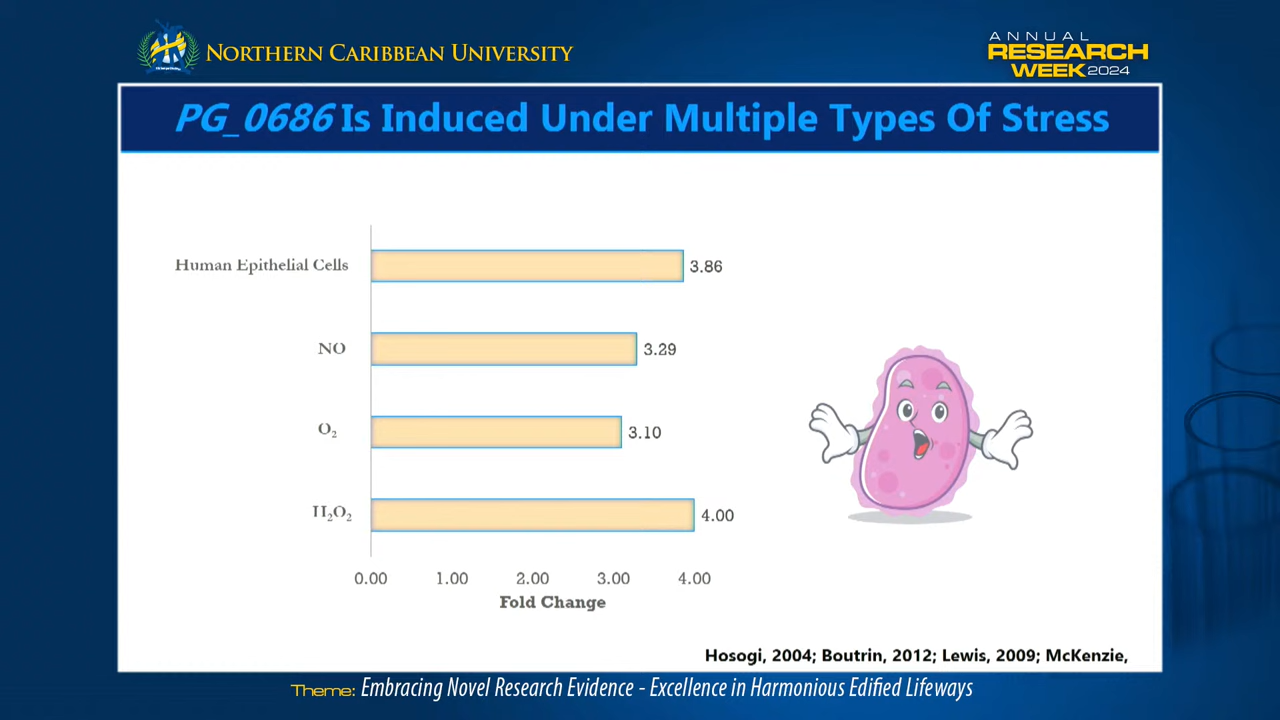 NORTHERN CARIBBEAN UNIVERSITY
ANNUAL
RESEARCH
WEEK 2024
PG_0686 Is Induced Under Multiple Types Of Stress
Human Epithelial Cells
3.86
NO
3.29
O₂
3.10
H₂O₂
4.00
0.00 1.00 2.00 3.00 4.00
Fold Change
Hosogi, 2004; Boutrin, 2012; Lewis, 2009; McKenzie,
Theme: Embracing Novel Research Evidence - Excellence in Harmonious Edified Lifeways